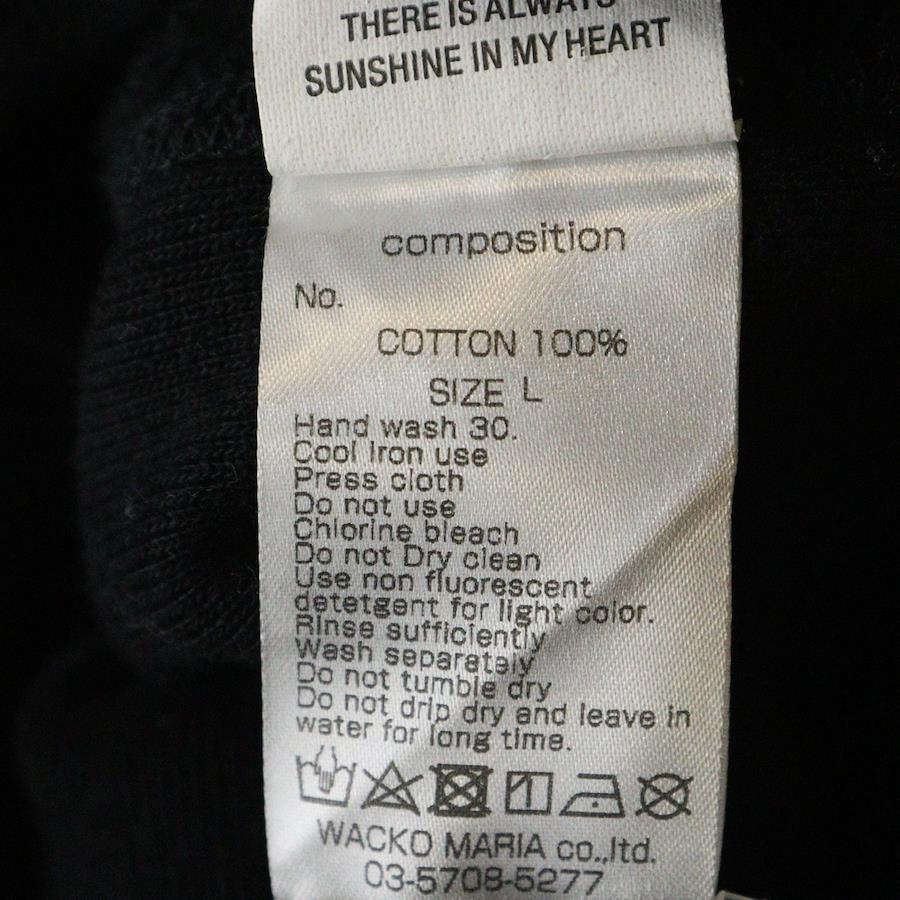 THERE IS ALWAYS
SUNSHINE IN MY HEART
composition
No.
COTTON 100%
SIZE L
Hand wash 30.
Cool Iron use
Press cloth
Do not use
Chlorine bleach
Do not Dry clean
Use non fluorescent
detetgent for light color.
RInse sufficiently
Wash separately
Do not tumble dry
Do not drip dry and leave in
water for long time.
WACKO MARIA co.,ltd.
03-5708-5277